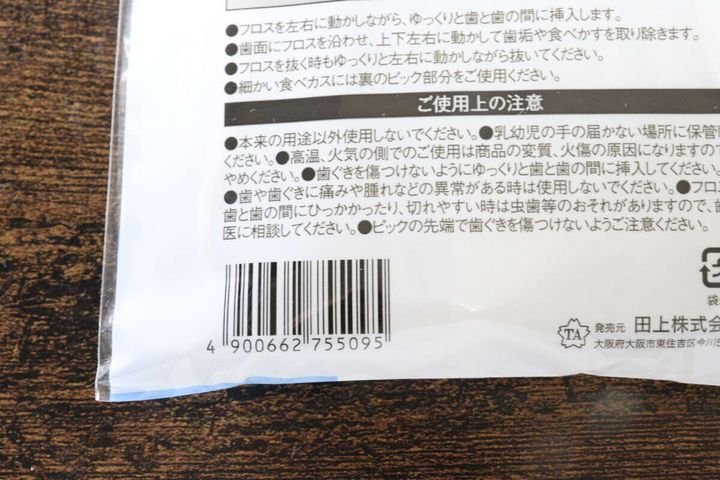 ●フロスを左右に動かしながら、ゆっくりと歯と歯の間に挿入します。
●歯面にフロスを沿わせ、上下左右に動かして歯垢や食べかすを取り除きます。
●フロスを抜く時もゆっくりと左右に動かしながら抜いてください。
●細かい食べカスには裏のピック部分をご使用ください。
ご使用上の注意
●本来の用途以外使用しないでください。●乳幼児の手の届かない場所に保管
ください。●高温、火気の側でのご使用は商品の変質、火傷の原因になりますので
やめください。●歯ぐきを傷つけないようにゆっくりと歯と歯の間に挿入してください。
●歯や歯ぐきに痛みや腫れなどの異常がある時は使用しないでください。●フロ
歯と歯の間にひっかかったり、切れやすい時は虫歯等のおそれがありますので、
医に相談してください。●ピックの先端で歯ぐきを傷つけないようご注意ください。
袋
4 900662 755095
TA 発売元 田上株式
大阪府大阪市東住吉区今川5